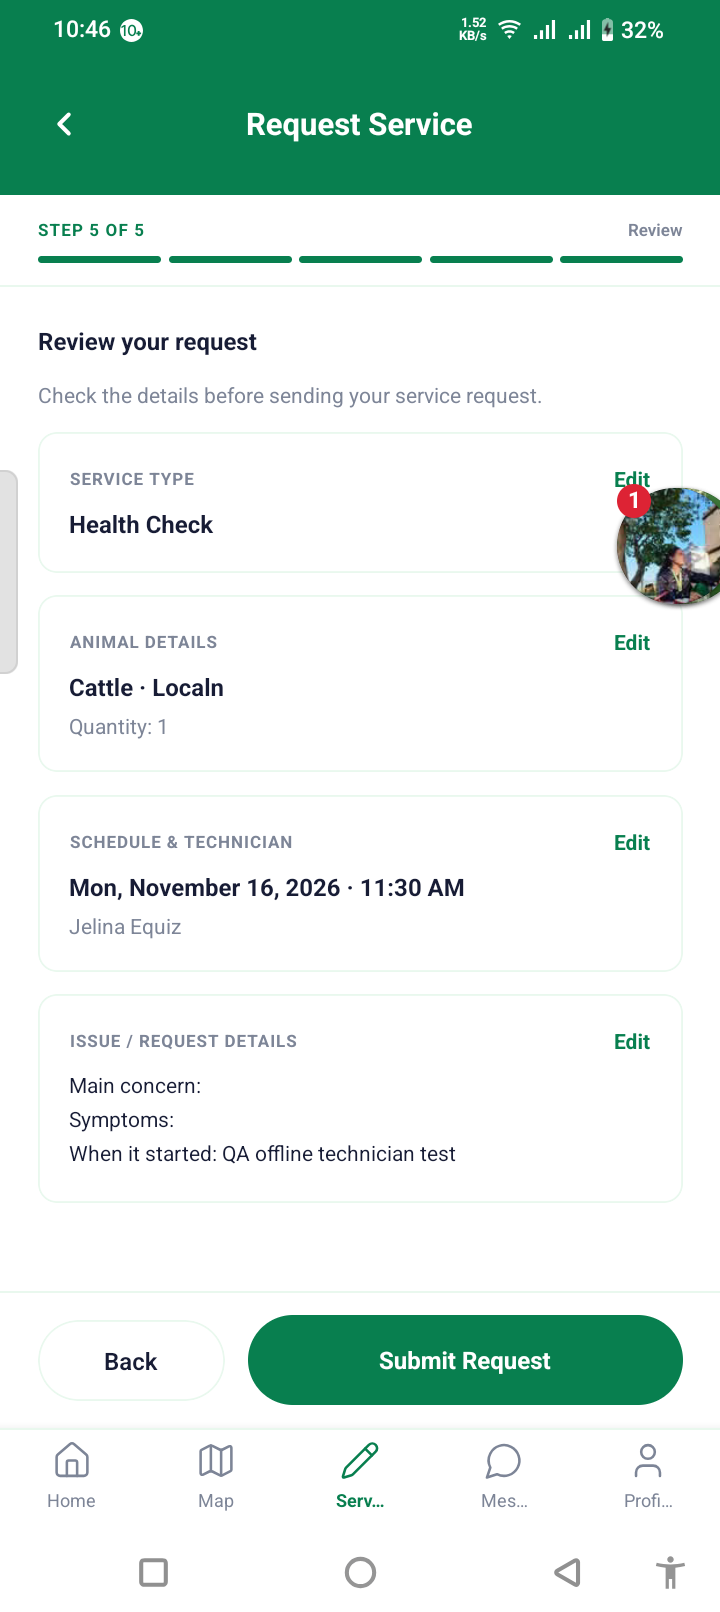 10:46
1.52
KB/s
32%
Request Service
STEP 5 OF 5
Review
Review your request
Check the details before sending your service request.
SERVICE TYPE
Edit
1
Health Check
ANIMAL DETAILS
Edit
Cattle · Localn
Quantity: 1
SCHEDULE & TECHNICIAN
Edit
Mon, November 16, 2026 · 11:30 AM
Jelina Equiz
ISSUE / REQUEST DETAILS
Edit
Main concern:
Symptoms:
When it started: QA offline technician test
Back
Submit Request
Home
Map
Serv...
Mes...
Profi...